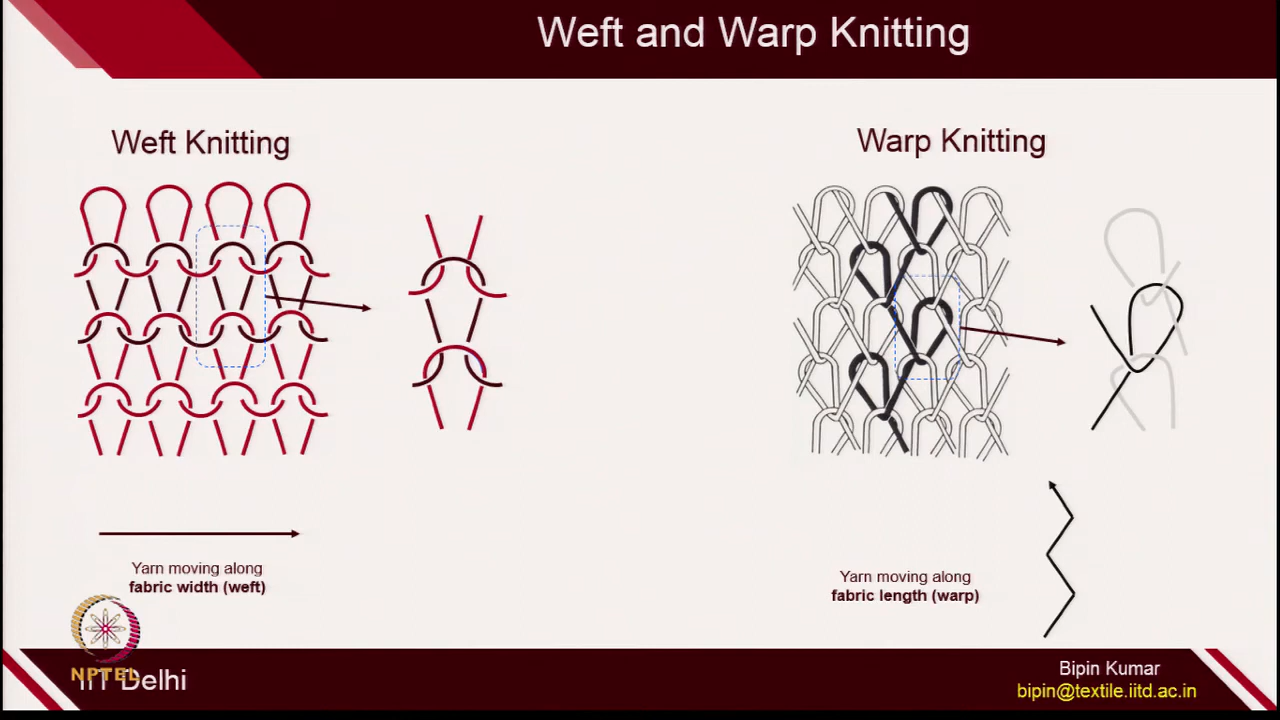 Weft and Warp Knitting
Weft Knitting
Warp Knitting
Yarn moving along
fabric width (weft)
Yarn moving along
fabric length (warp)
NPTEL
IIT Delhi
Bipin Kumar
bipin@textile.iitd.ac.in